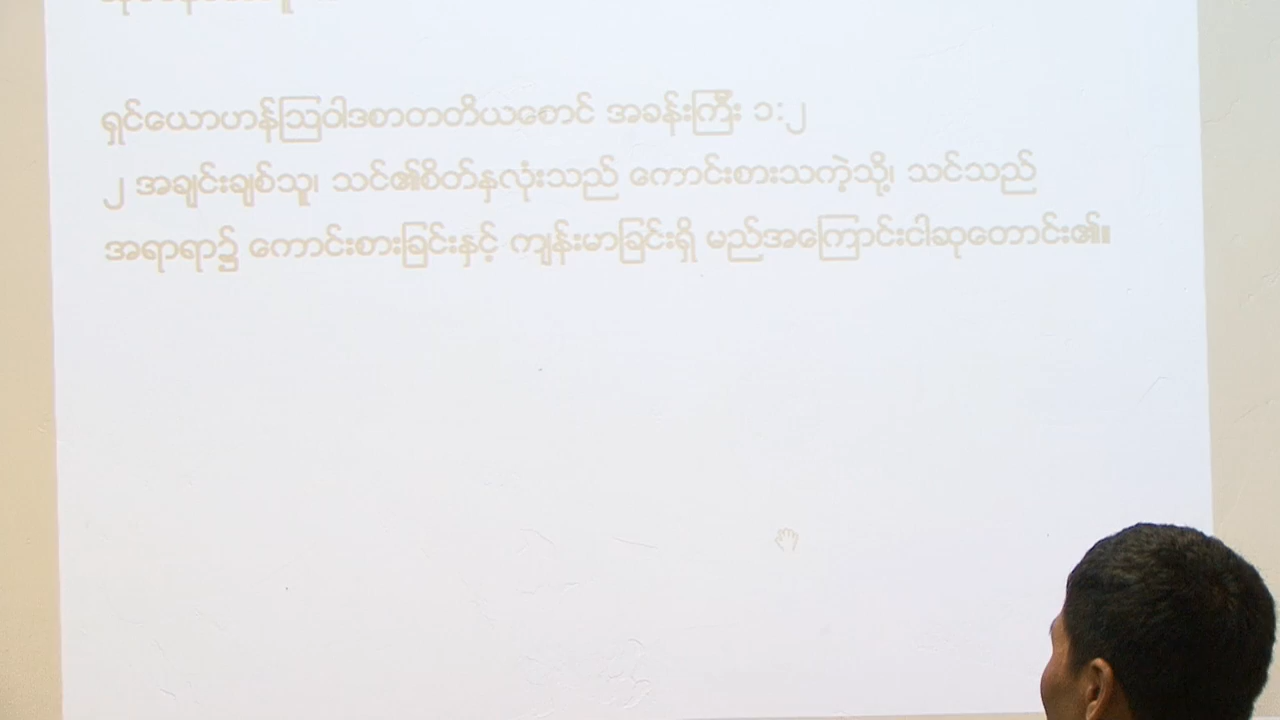 ရှင်ယောဟန်ဩဝါဒစာတတိယစောင် အခန်းကြီး ၁:၂
၂ အချင်းချစ်သူ၊ သင်၏စိတ်နှလုံးသည် ကောင်းစားသကဲ့သို့၊ သင်သည်
အရာရာ၌ ကောင်းစားခြင်းနှင့် ကျန်းမာခြင်းရှိ မည်အကြောင်းငါဆုတောင်း၏။